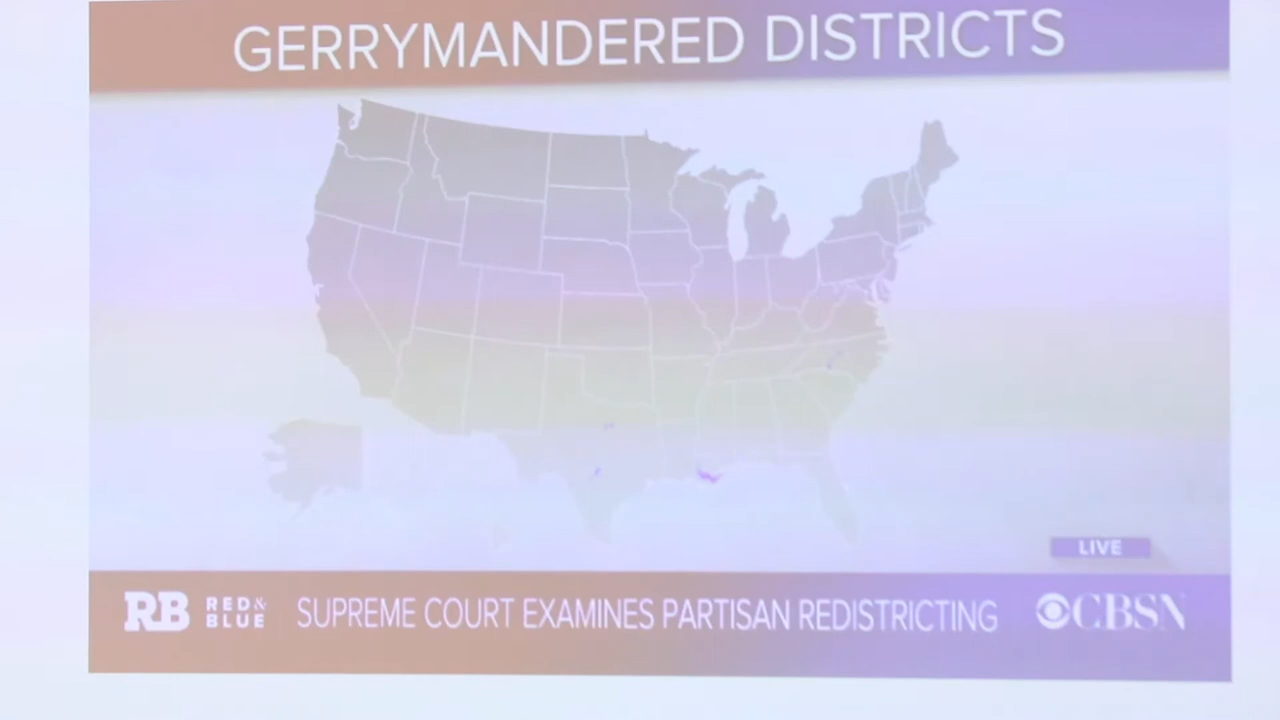 GERRYMANDERED DISTRICTS
LIVE
RB RED & BLUE SUPREME COURT EXAMINES PARTISAN REDISTRICTING CBSN